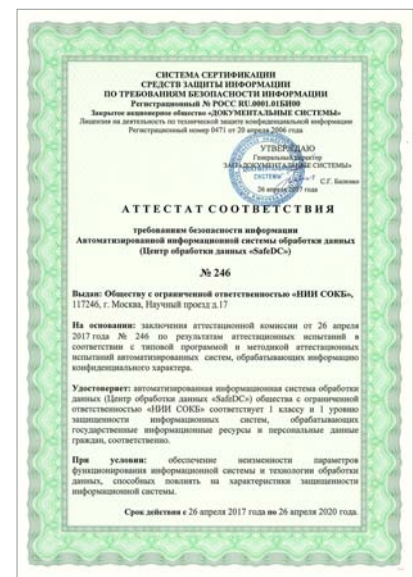 СИСТЕМА СЕРТИФИКАЦИИ
СРЕДСТВ ЗАЩИТЫ ИНФОРМАЦИИ
ПО ТРЕБОВАНИЯМ БЕЗОПАСНОСТИ ИНФОРМАЦИИ
Регистрационный № РОСС RU.0001.01БИ00
Закрытое акционерное общество «ДОКУМЕНТАЛЬНЫЕ СИСТЕМЫ»
Лицензия на деятельность по технической защите конфиденциальной информации
Регистрационный номер 0471 от 20 апреля 2006 года
УТВЕРЖДАЮ
Генеральный директор
ЗАО «ДОКУМЕНТАЛЬНЫЕ СИСТЕМЫ»
С.Г.
26 апреля 2017 года
АТТЕСТАТ СООТВЕТСТВИЯ
требованиям безопасности информации
Автоматизированной информационной системы обработки данных
(Центр обработки данных «SafeDC»)
№ 246
Выдан: Обществу с ограниченной ответственностью «НИИ СОКБ»,
117246, г. Москва, Научный проезд д.17
На основании: заключения аттестационной комиссии от 26 апреля
2017 года № 246 по результатам аттестационных испытаний в
соответствии с типовой программой и методикой аттестационных
испытаний автоматизированных систем, обрабатывающих информацию
конфиденциального характера.
Удостоверяет: автоматизированная информационная система обработки
данных (Центр обработки данных «SafeDC») общества с ограниченной
ответственностью «НИИ СОКБ» соответствует 1 классу и 1 уровню
защищенности информационных систем, обрабатывающих
государственные информационные ресурсы и персональные данные
граждан, соответственно.
При условии: обеспечение неизменности параметров
функционирования информационной системы и технологии обработки
данных, способных повлиять на характеристики защищенности
информационной системы.
Срок действия с 26 апреля 2017 года по 26 апреля 2020 года.